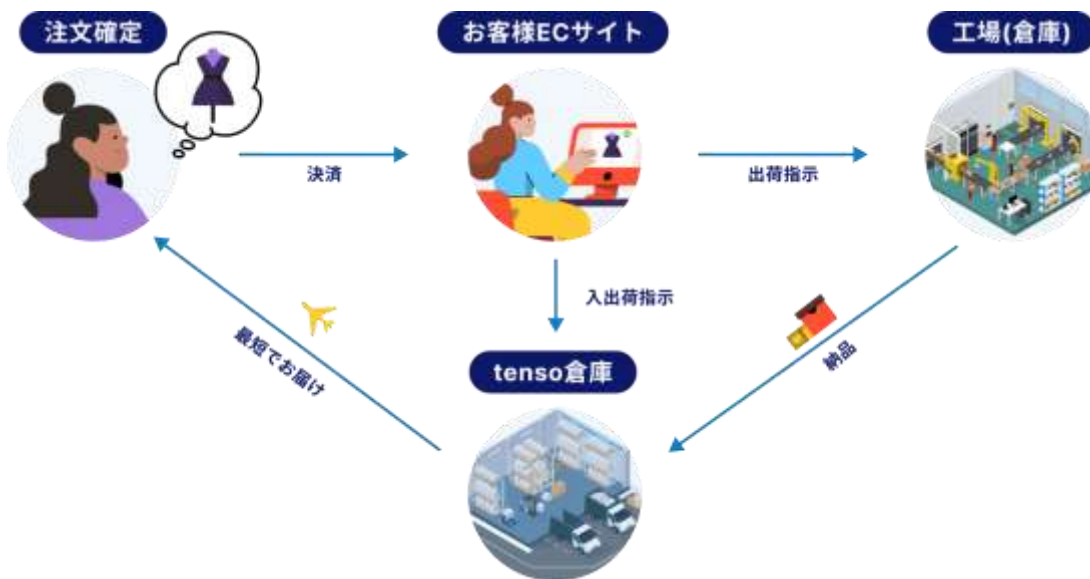 注文確定
お客様ECサイト
工場(倉庫)
決済
出荷指示
入出荷指示
最短でお届け
納品
tenso倉庫